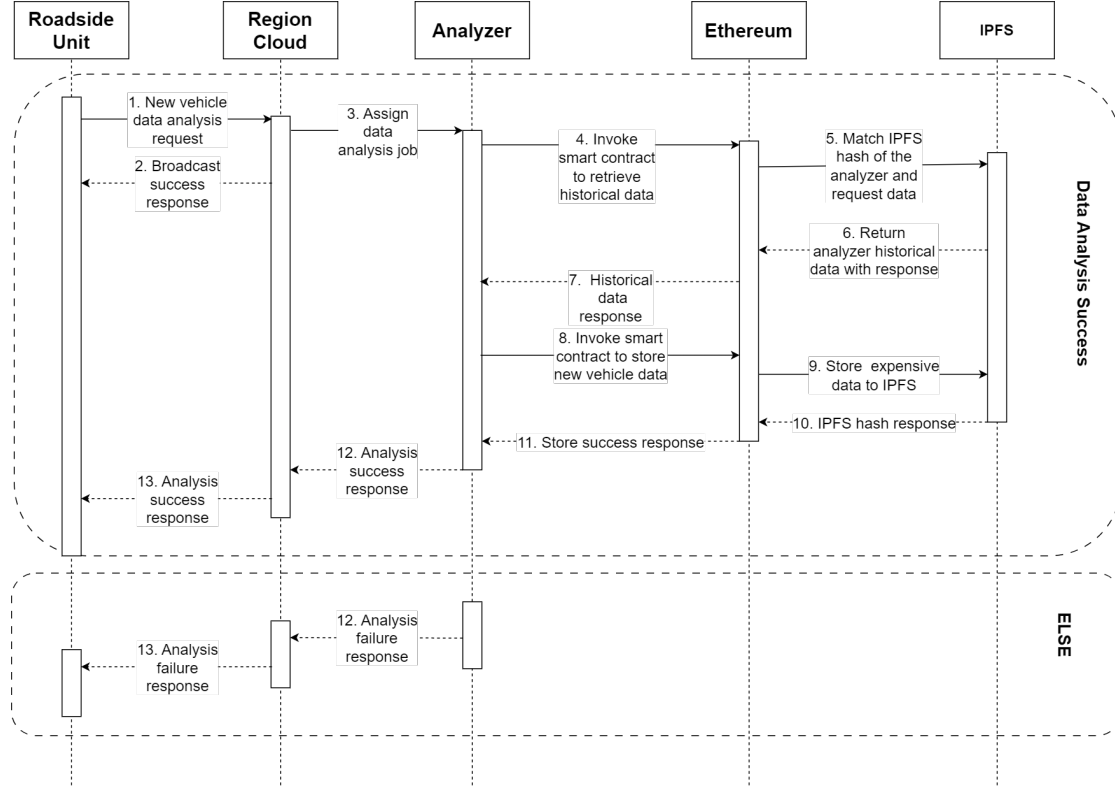 Roadside
Unit
Region
Cloud
Analyzer
Ethereum
IPFS
1. New vehicle
data analysis
request
2. Broadcast
success
response
3. Assign
data
analysis job
4. Invoke
smart contract
to retrieve
historical data
5. Match IPFS
hash of the
analyzer and
request data
6. Return
analyzer historical
data with response
7. Historical
data
response
8. Invoke smart
contract to store
new vehicle data
9. Store expensive
data to IPFS
10. IPFS hash response
11. Store success response
12. Analysis
success
response
13. Analysis
success
response
Data Analysis Success
12. Analysis
failure
response
13. Analysis
failure
response
ELSE